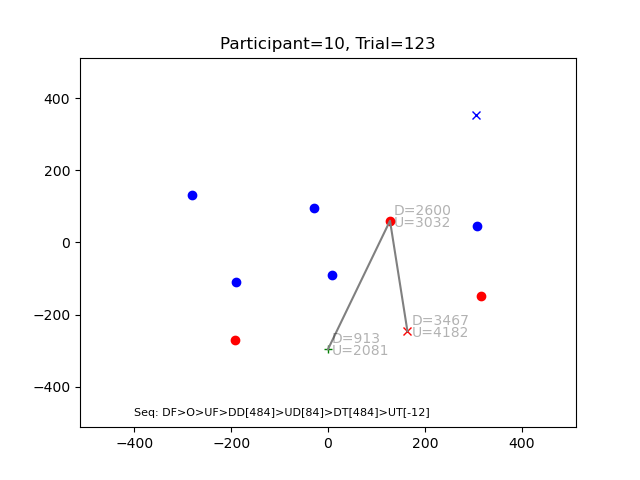 Participant=10, Trial=123
400
200
0
−200
−400
D=2600
U=3032
D=3467
U=4182
D=913
U=2081
Seq: DF>O>UF>DD[484]>UD[84]>DT[484]>UT[-12]
−400
−200
0
200
400